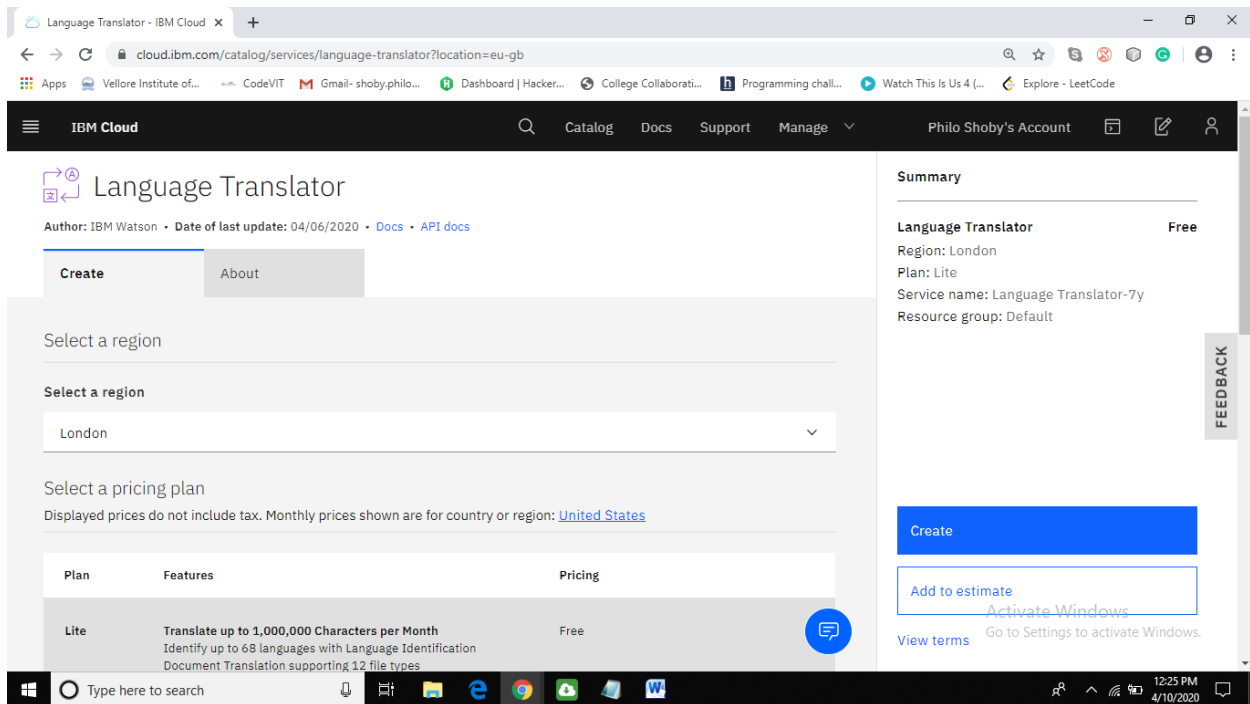 Language Translator - IBM Cloud
cloud.ibm.com/catalog/services/language-translator?location=eu-gb
Apps Vellore Institute of... CodeVIT Gmail- shoby.philo... Dashboard | Hacker... College Collaborati... Programming chall... Watch This Is Us 4 (... Explore - LeetCode
IBM Cloud Catalog Docs Support Manage Philo Shoby's Account
Language Translator
Author: IBM Watson • Date of last update: 04/06/2020 • Docs • API docs
Create About
Select a region
Select a region
London
Select a pricing plan
Displayed prices do not include tax. Monthly prices shown are for country or region: United States
Plan Features Pricing
Lite Translate up to 1,000,000 Characters per Month Free
Identify up to 68 languages with Language Identification
Document Translation supporting 12 file types
Summary
Language Translator Free
Region: London
Plan: Lite
Service name: Language Translator-7y
Resource group: Default
FEEDBACK
Create
Add to estimate
View terms
Activate Windows
Go to Settings to activate Windows.
Type here to search
12:25 PM
4/10/2020